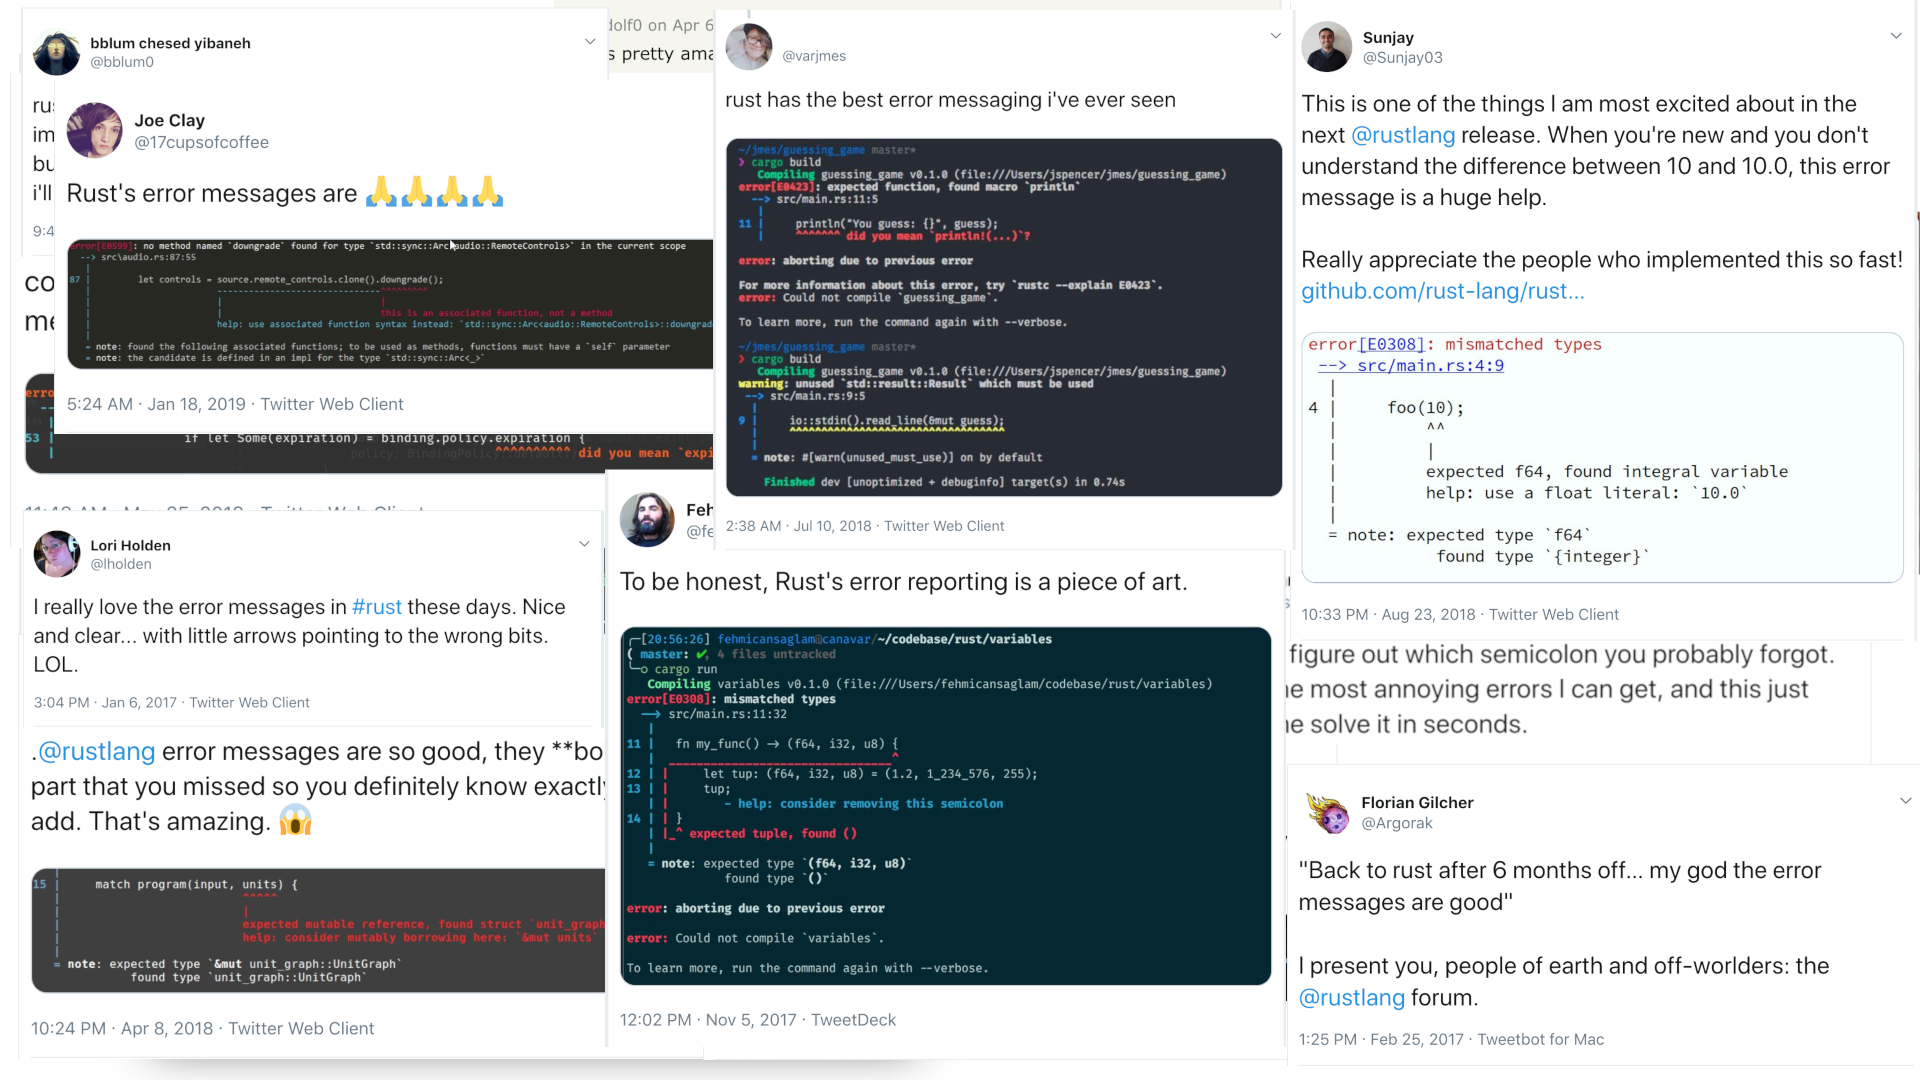 bblum chesed yibaneh
@bblum0
im
bu
i'll
9:4
Joe Clay
@17cupsofcoffee
Rust's error messages are 🙏🙏🙏🙏
error[E0599]: no method named `downgrade` found for type `std::sync::Arc<audio::RemoteControls>` in the current scope
--> src\audio.rs:87:55
|
87 | let controls = source.remote_controls.clone().downgrade();
| -------------------------------^^^^^^^^^
| | |
| | this is an associated function, not a method
| help: use associated function syntax instead: `std::sync::Arc<audio::RemoteControls>::downgrad
|
= note: found the following associated functions; to be used as methods, functions must have a `self` parameter
= note: the candidate is defined in an impl for the type `std::sync::Arc<_>`
5:24 AM · Jan 18, 2019 · Twitter Web Client
co
me
erro
--
53 | if let Some(expiration) = binding.policy.expiration {
| ^^^^^^^^^^ did you mean `expi
dolf0 on Apr 6
s pretty ama
Lori Holden
@lholden
I really love the error messages in #rust these days. Nice
and clear... with little arrows pointing to the wrong bits.
LOL.
3:04 PM · Jan 6, 2017 · Twitter Web Client
.@rustlang error messages are so good, they **bo
part that you missed so you definitely know exactly
add. That's amazing. 😱
15 | match program(input, units) {
| ^^^^^
| |
| expected mutable reference, found struct `unit_graph
| help: consider mutably borrowing here: `&mut units`
|
= note: expected type `&mut unit_graph::UnitGraph`
found type `unit_graph::UnitGraph`
10:24 PM · Apr 8, 2018 · Twitter Web Client
@varjmes
rust has the best error messaging i've ever seen
~/jmes/guessing_game master*
❯ cargo build
Compiling guessing_game v0.1.0 (file:///Users/jspencer/jmes/guessing_game)
error[E0423]: expected function, found macro `println`
--> src/main.rs:11:5
|
11 | println("You guess: {}", guess);
| ^^^^^^^ did you mean `println!(...)`?
error: aborting due to previous error
For more information about this error, try `rustc --explain E0423`.
error: Could not compile `guessing_game`.
To learn more, run the command again with --verbose.
~/jmes/guessing_game master*
❯ cargo build
Compiling guessing_game v0.1.0 (file:///Users/jspencer/jmes/guessing_game)
warning: unused `std::result::Result` which must be used
--> src/main.rs:9:5
|
9 | io::stdin().read_line(&mut guess);
| ^^^^^^^^^^^^^^^^^^^^^^^^^^^^^^^^^^
|
= note: #[warn(unused_must_use)] on by default
Finished dev [unoptimized + debuginfo] target(s) in 0.74s
2:38 AM · Jul 10, 2018 · Twitter Web Client
Feh
@fe
To be honest, Rust's error reporting is a piece of art.
[20:56:26] fehmicansaglam@canavar/~/codebase/rust/variables
( master: ✔, 4 files untracked
cargo run
Compiling variables v0.1.0 (file:///Users/fehmicansaglam/codebase/rust/variables)
error[E0308]: mismatched types
--> src/main.rs:11:32
|
11 | fn my_func() -> (f64, i32, u8) {
| ________________________________^
12 | | let tup: (f64, i32, u8) = (1.2, 1_234_576, 255);
13 | | tup;
| | - help: consider removing this semicolon
14 | | }
| |_^ expected tuple, found ()
|
= note: expected type `(f64, i32, u8)`
found type `()`
error: aborting due to previous error
error: Could not compile `variables`.
To learn more, run the command again with --verbose.
12:02 PM · Nov 5, 2017 · TweetDeck
Sunjay
@Sunjay03
This is one of the things I am most excited about in the
next @rustlang release. When you're new and you don't
understand the difference between 10 and 10.0, this error
message is a huge help.
Really appreciate the people who implemented this so fast!
github.com/rust-lang/rust...
error[E0308]: mismatched types
--> src/main.rs:4:9
|
4 | foo(10);
| ^^
| |
| expected f64, found integral variable
| help: use a float literal: `10.0`
|
= note: expected type `f64`
found type `{integer}`
10:33 PM · Aug 23, 2018 · Twitter Web Client
figure out which semicolon you probably forgot.
e most annoying errors I can get, and this just
e solve it in seconds.
Florian Gilcher
@Argorak
"Back to rust after 6 months off... my god the error
messages are good"
I present you, people of earth and off-worlders: the
@rustlang forum.
1:25 PM · Feb 25, 2017 · Tweetbot for Mac